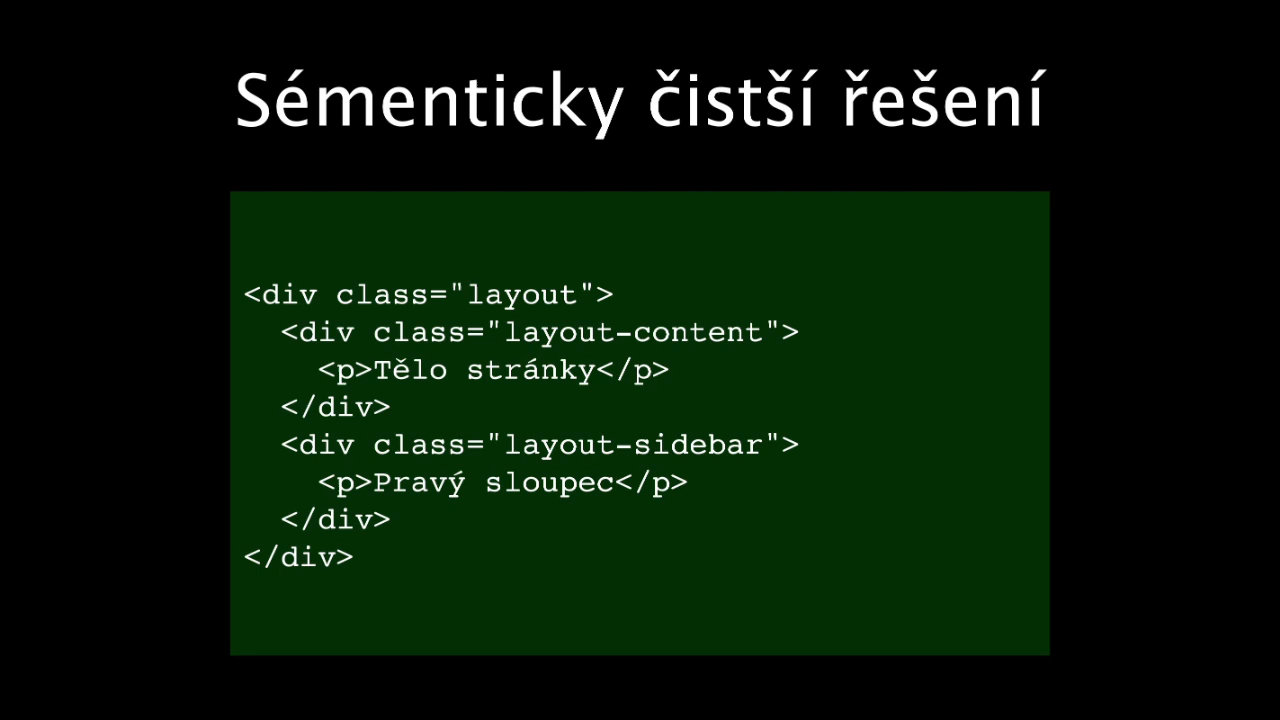 Sémenticky čistší řešení
<div class="layout">
  <div class="layout-content">
    <p>Tělo stránky</p>
  </div>
  <div class="layout-sidebar">
    <p>Pravý sloupec</p>
  </div>
</div>